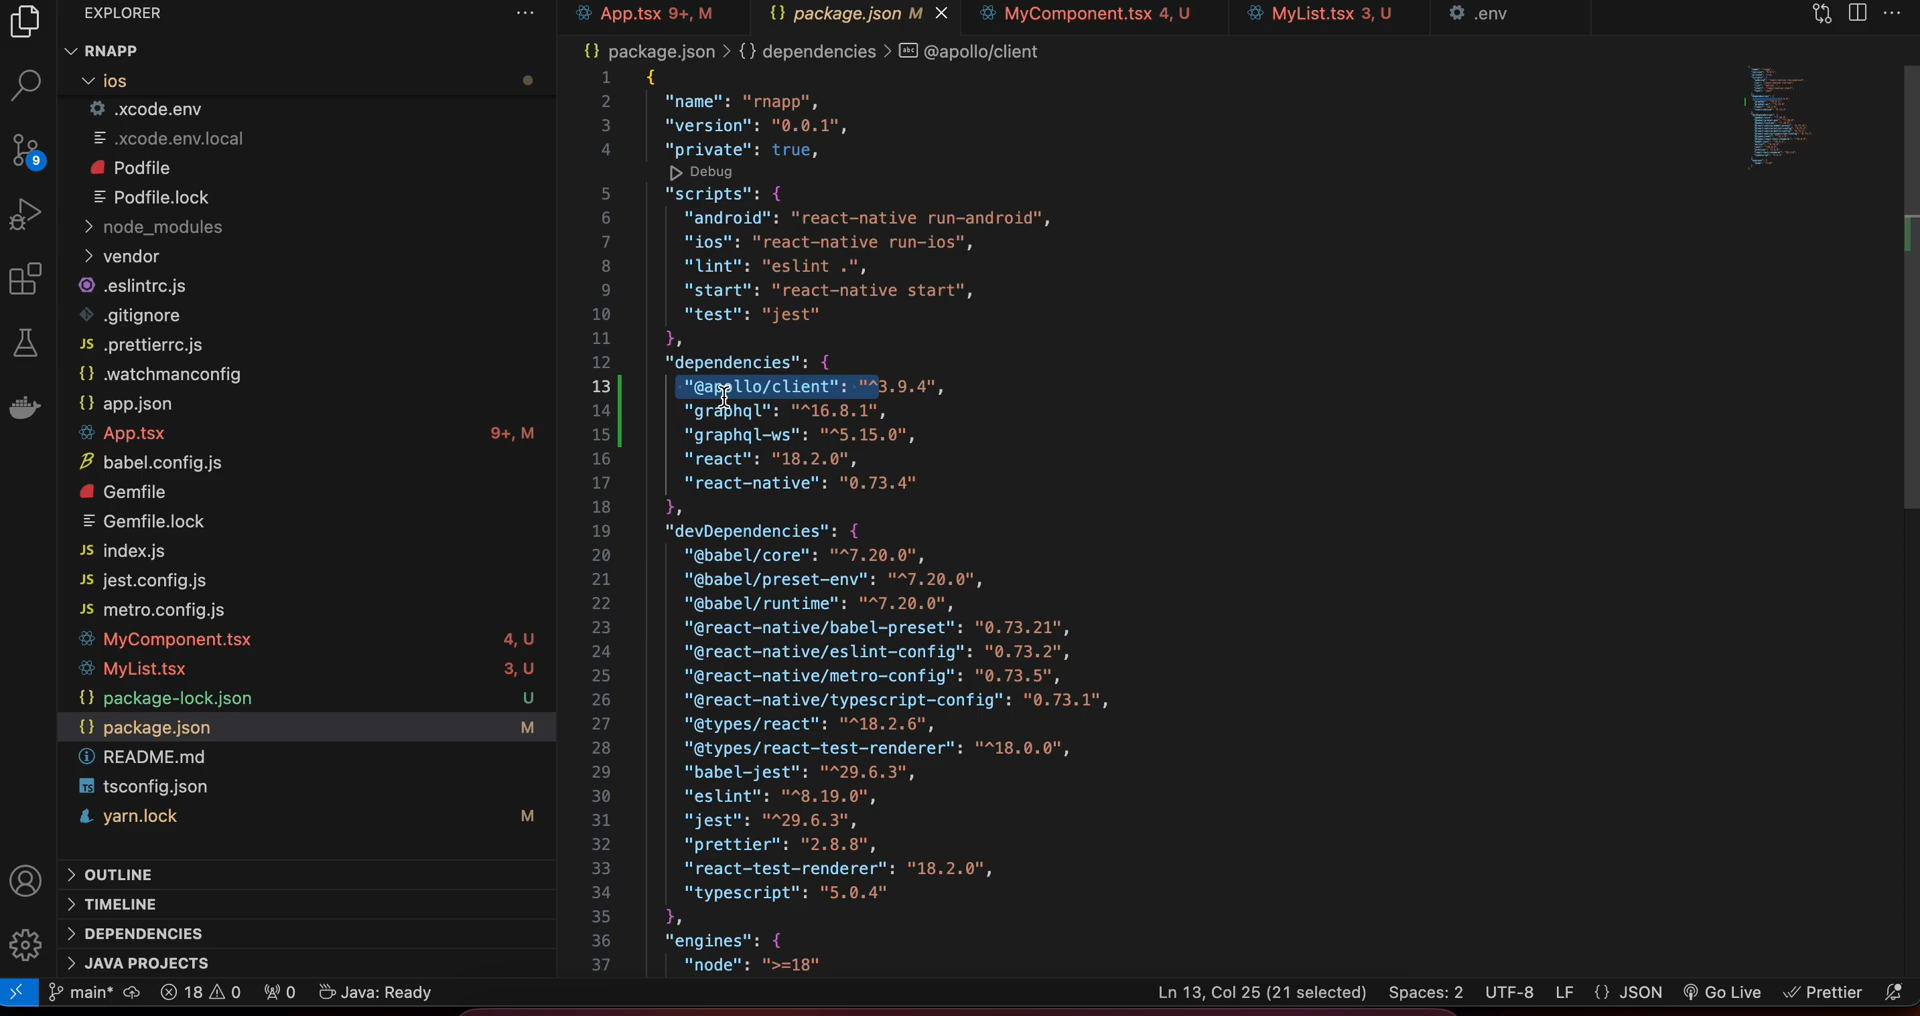 EXPLORER
RNAPP
ios
.xcode.env
.xcode.env.local
Podfile
Podfile.lock
node_modules
vendor
.eslintrc.js
.gitignore
JS .prettierrc.js
{} .watchmanconfig
{} app.json
App.tsx 9+, M
babel.config.js
Gemfile
Gemfile.lock
JS index.js
JS jest.config.js
JS metro.config.js
MyComponent.tsx 4, U
MyList.tsx 3, U
{} package-lock.json U
{} package.json M
README.md
TS tsconfig.json
yarn.lock M
OUTLINE
TIMELINE
DEPENDENCIES
JAVA PROJECTS
9
App.tsx 9+, M
{} package.json M
MyComponent.tsx 4, U
MyList.tsx 3, U
.env
{} package.json > {} dependencies > abc @apollo/client
1 {
2 "name": "rnapp",
3 "version": "0.0.1",
4 "private": true,
Debug
5 "scripts": {
6 "android": "react-native run-android",
7 "ios": "react-native run-ios",
8 "lint": "eslint .",
9 "start": "react-native start",
10 "test": "jest"
11 },
12 "dependencies": {
13 "@apollo/client": "^3.9.4",
14 "graphql": "^16.8.1",
15 "graphql-ws": "^5.15.0",
16 "react": "18.2.0",
17 "react-native": "0.73.4"
18 },
19 "devDependencies": {
20 "@babel/core": "^7.20.0",
21 "@babel/preset-env": "^7.20.0",
22 "@babel/runtime": "^7.20.0",
23 "@react-native/babel-preset": "0.73.21",
24 "@react-native/eslint-config": "0.73.2",
25 "@react-native/metro-config": "0.73.5",
26 "@react-native/typescript-config": "0.73.1",
27 "@types/react": "^18.2.6",
28 "@types/react-test-renderer": "^18.0.0",
29 "babel-jest": "^29.6.3",
30 "eslint": "^8.19.0",
31 "jest": "^29.6.3",
32 "prettier": "2.8.8",
33 "react-test-renderer": "18.2.0",
34 "typescript": "5.0.4"
35 },
36 "engines": {
37 "node": ">=18"
main* 18 0 0 Java: Ready Ln 13, Col 25 (21 selected) Spaces: 2 UTF-8 LF {} JSON Go Live Prettier